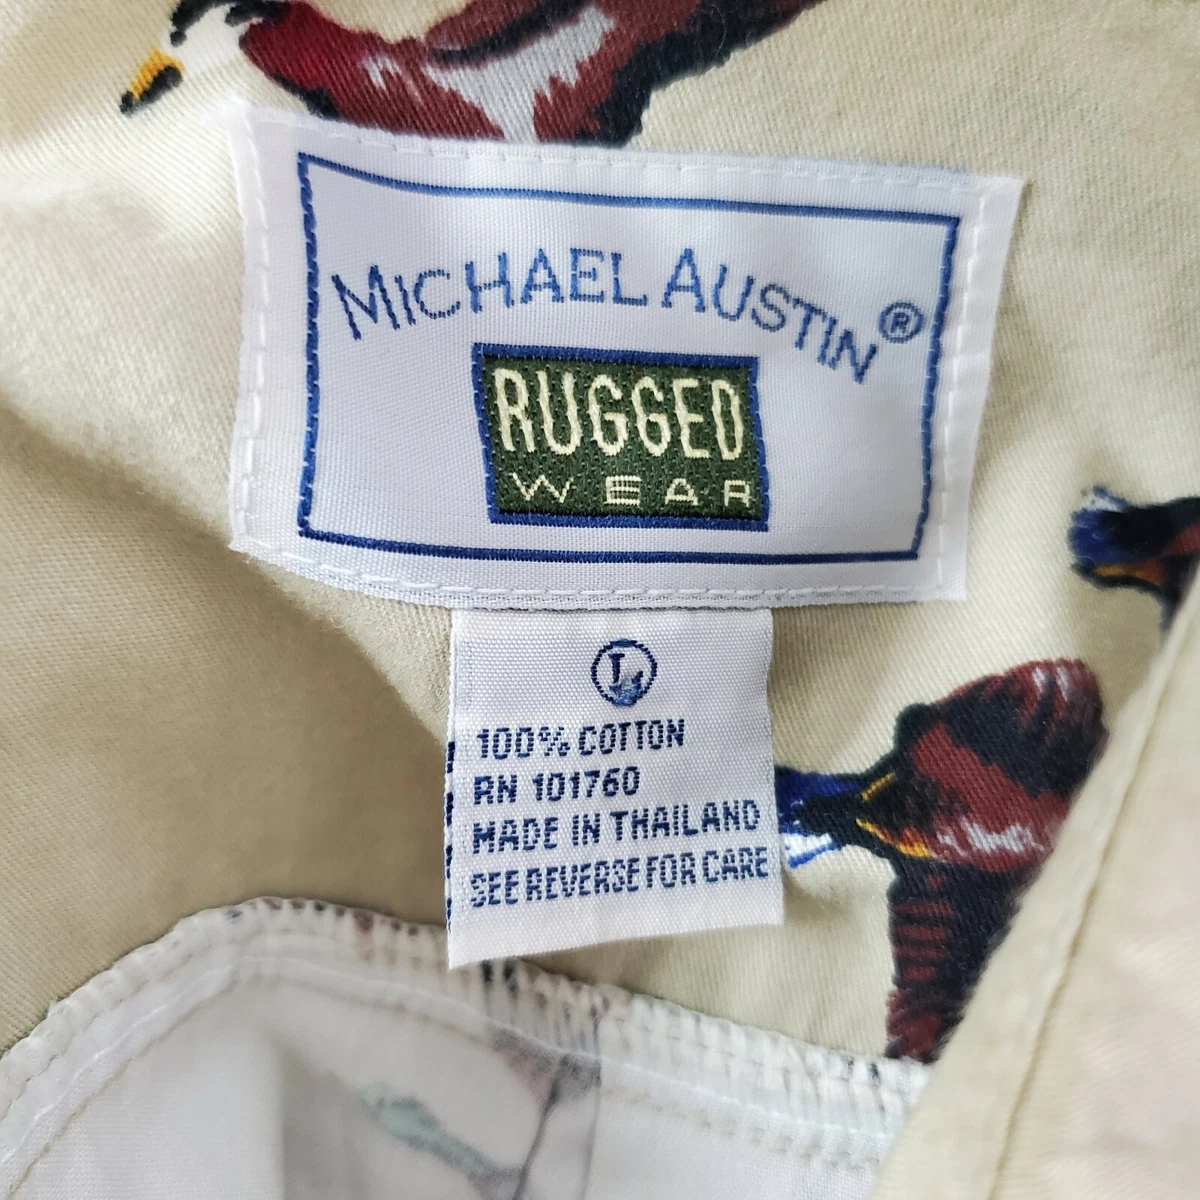 MICHAEL AUSTIN®
RUGGED
WEAR
L
100% COTTON
RN 101760
MADE IN THAILAND
SEE REVERSE FOR CARE